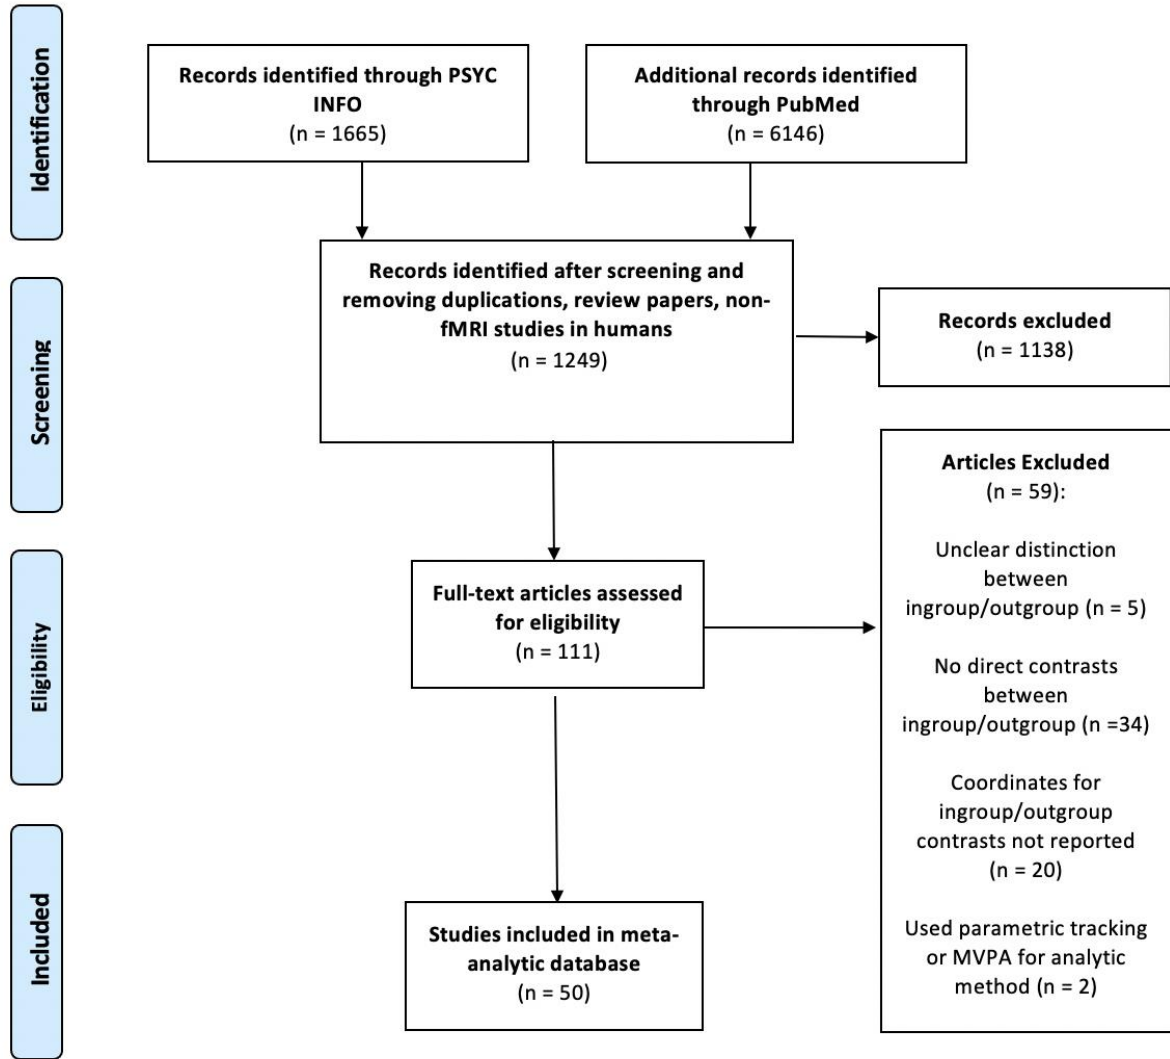 Identification
Records identified through PSYC
INFO
(n = 1665)
Additional records identified
through PubMed
(n = 6146)
Screening
Records identified after screening and
removing duplications, review papers, non-
fMRI studies in humans
(n = 1249)
Records excluded
(n = 1138)
Eligibility
Full-text articles assessed
for eligibility
(n = 111)
Articles Excluded
(n = 59):
Unclear distinction
between
ingroup/outgroup (n = 5)
No direct contrasts
between
ingroup/outgroup (n =34)
Coordinates for
ingroup/outgroup
contrasts not reported
(n = 20)
Used parametric tracking
or MVPA for analytic
method (n = 2)
Included
Studies included in meta-
analytic database
(n = 50)